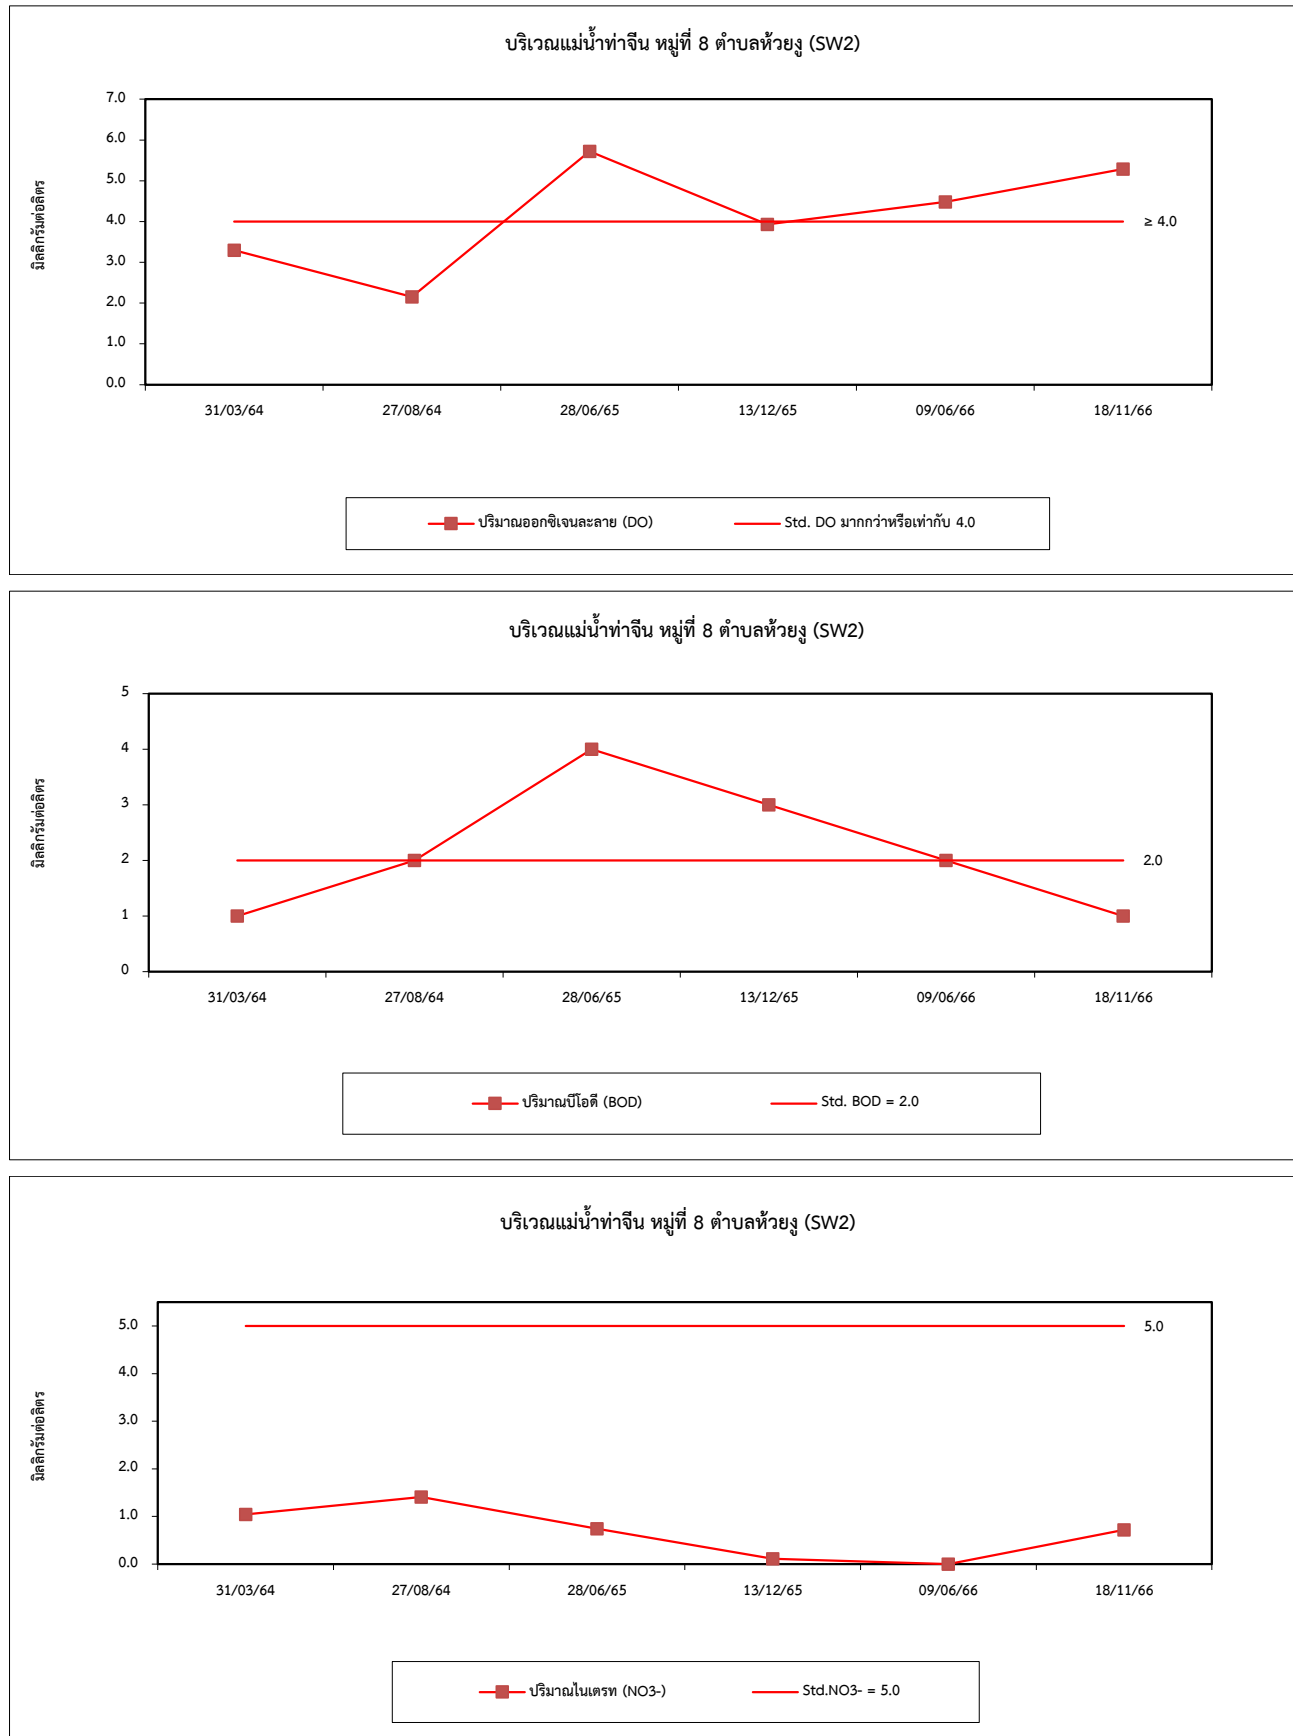 บริเวณแม่น้ำท่าจีน หมู่ที่ 8 ตำบลห้วยงู (SW2)
มิลลิกรัมต่อลิตร
7.0
6.0
5.0
4.0
3.0
2.0
1.0
0.0
≥ 4.0
31/03/64 27/08/64 28/06/65 13/12/65 09/06/66 18/11/66
ปริมาณออกซิเจนละลาย (DO) Std. DO มากกว่าหรือเท่ากับ 4.0
บริเวณแม่น้ำท่าจีน หมู่ที่ 8 ตำบลห้วยงู (SW2)
มิลลิกรัมต่อลิตร
5
4
3
2
1
0
2.0
31/03/64 27/08/64 28/06/65 13/12/65 09/06/66 18/11/66
ปริมาณบีโอดี (BOD) Std. BOD = 2.0
บริเวณแม่น้ำท่าจีน หมู่ที่ 8 ตำบลห้วยงู (SW2)
มิลลิกรัมต่อลิตร
5.0
4.0
3.0
2.0
1.0
0.0
5.0
31/03/64 27/08/64 28/06/65 13/12/65 09/06/66 18/11/66
ปริมาณไนเตรท (NO3-) Std.NO3- = 5.0